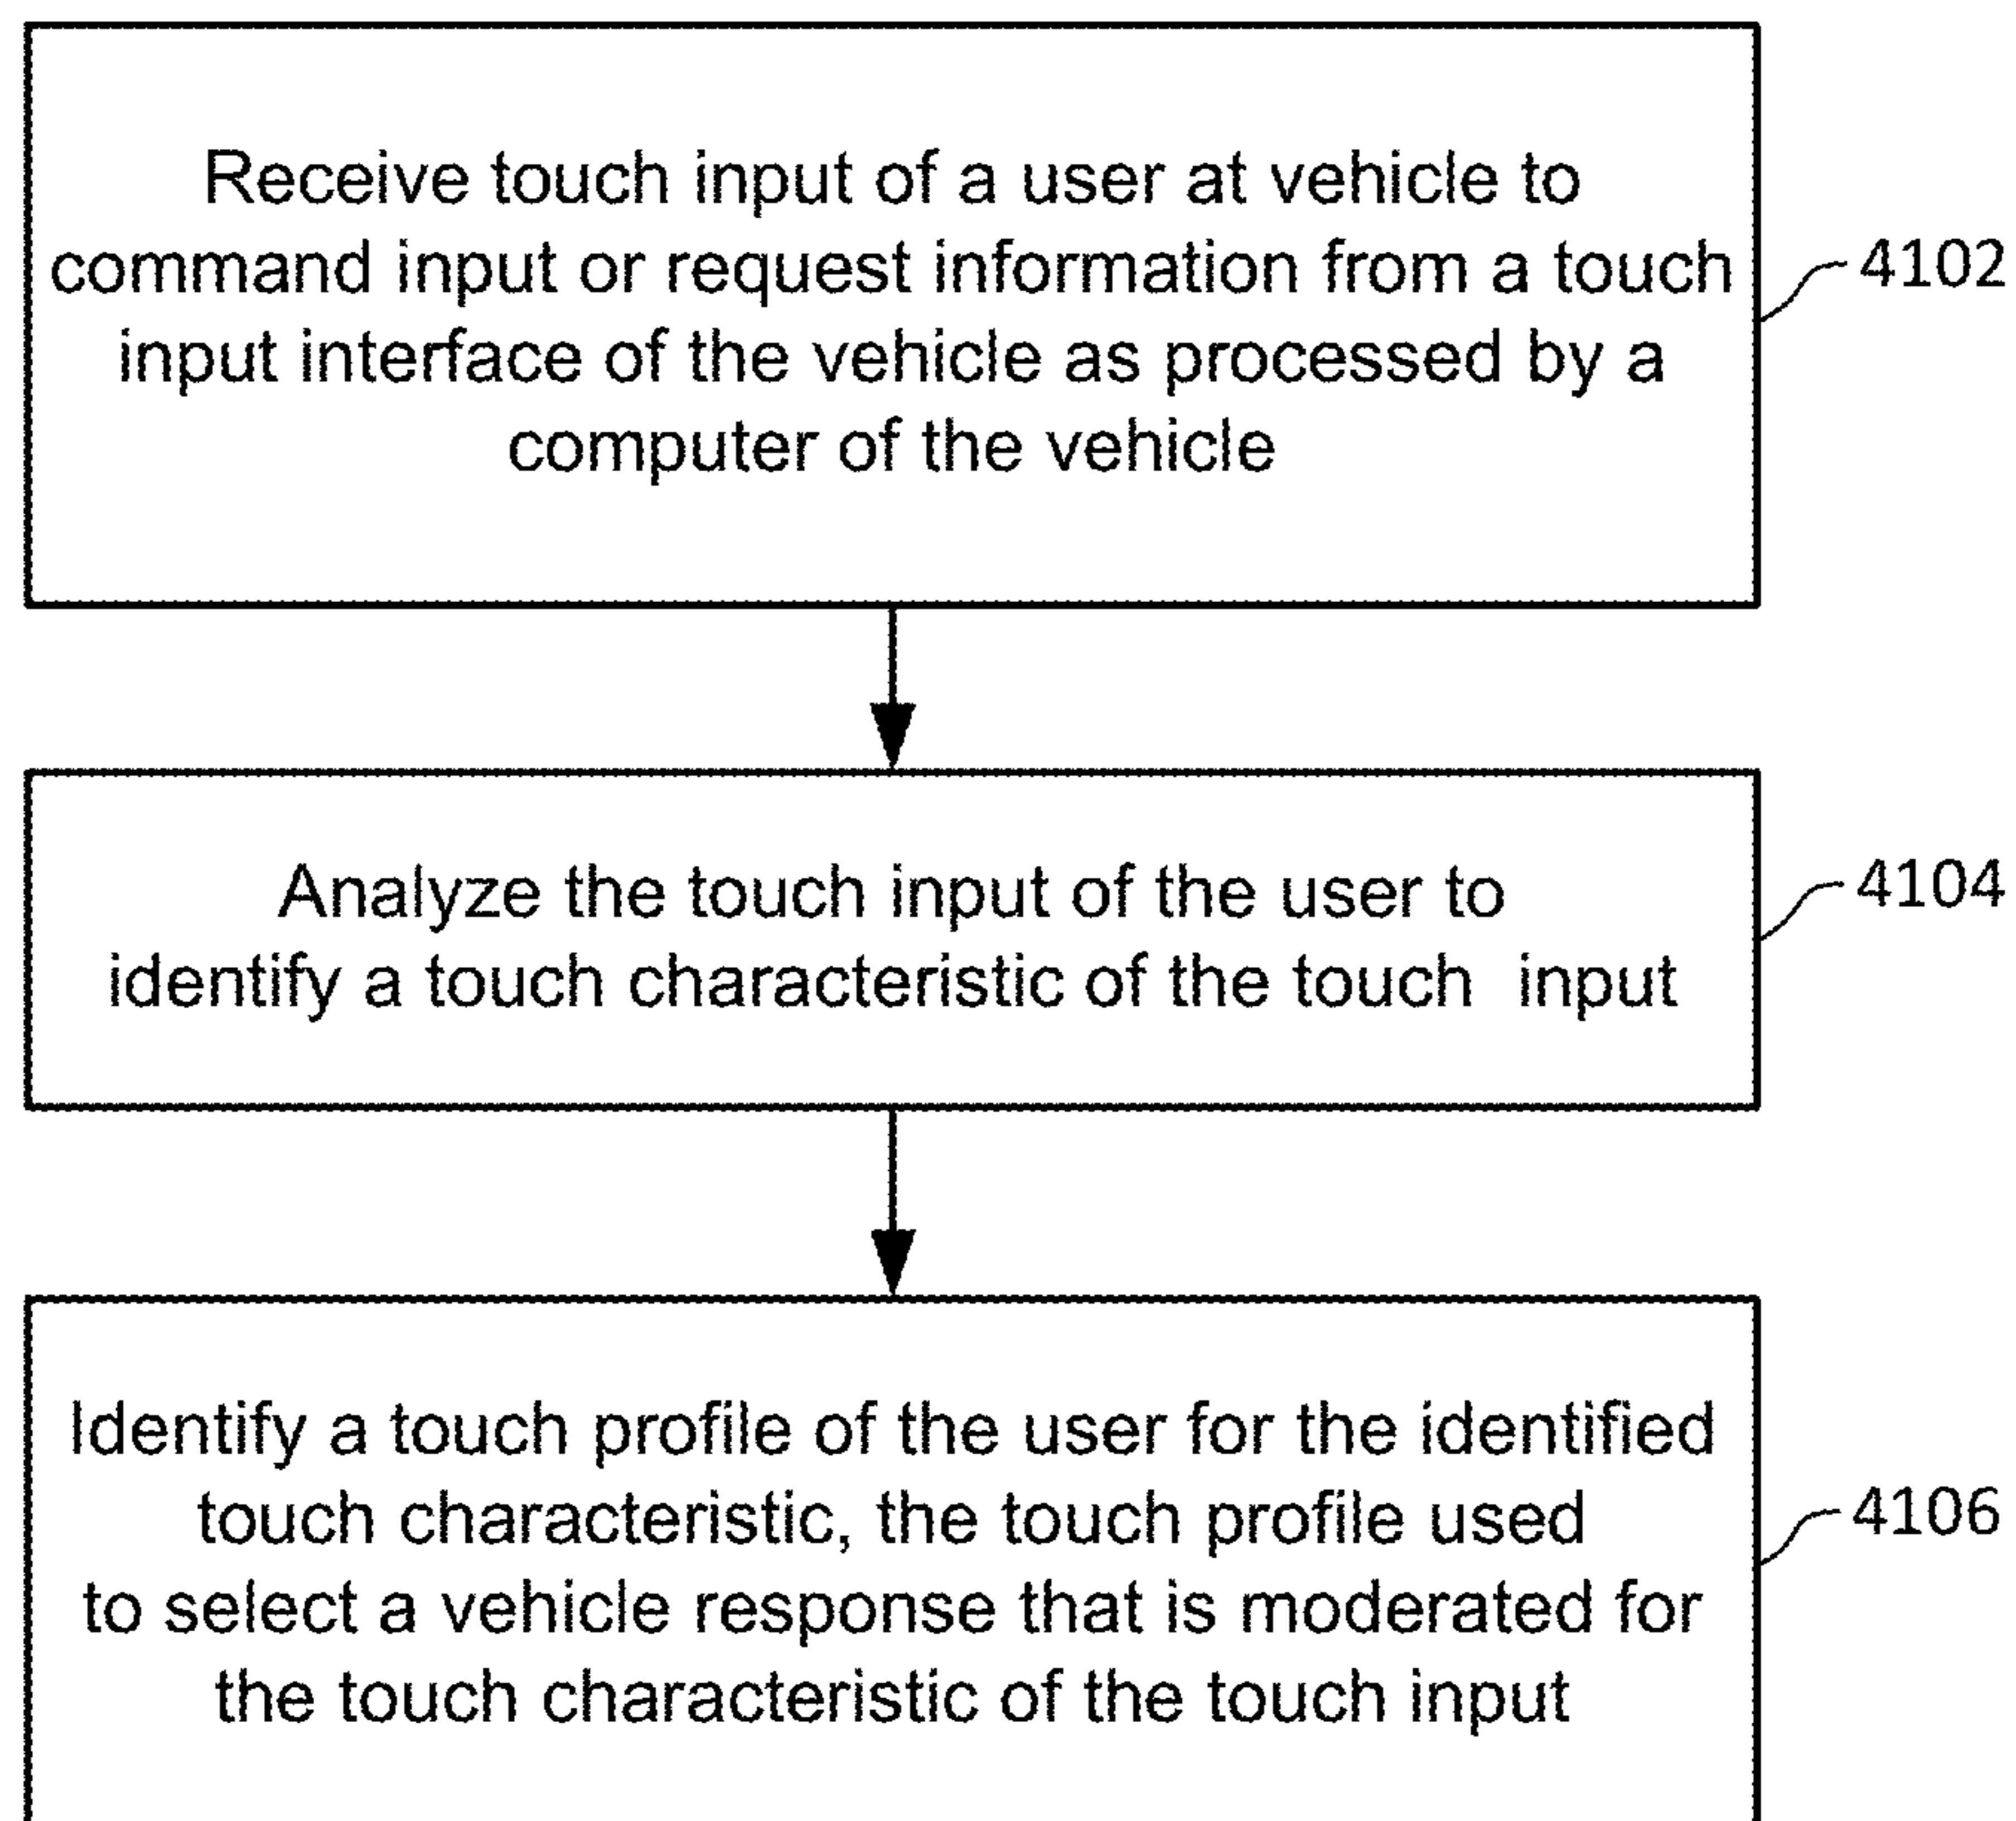 Receive touch input of a user at vehicle to
command input or request information from a touch
input interface of the vehicle as processed by a
computer of the vehicle
4102
Analyze the touch input of the user to
identify a touch characteristic of the touch input
4104
Identify a touch profile of the user for the identified
touch characteristic, the touch profile used
to select a vehicle response that is moderated for
the touch characteristic of the touch input
4106